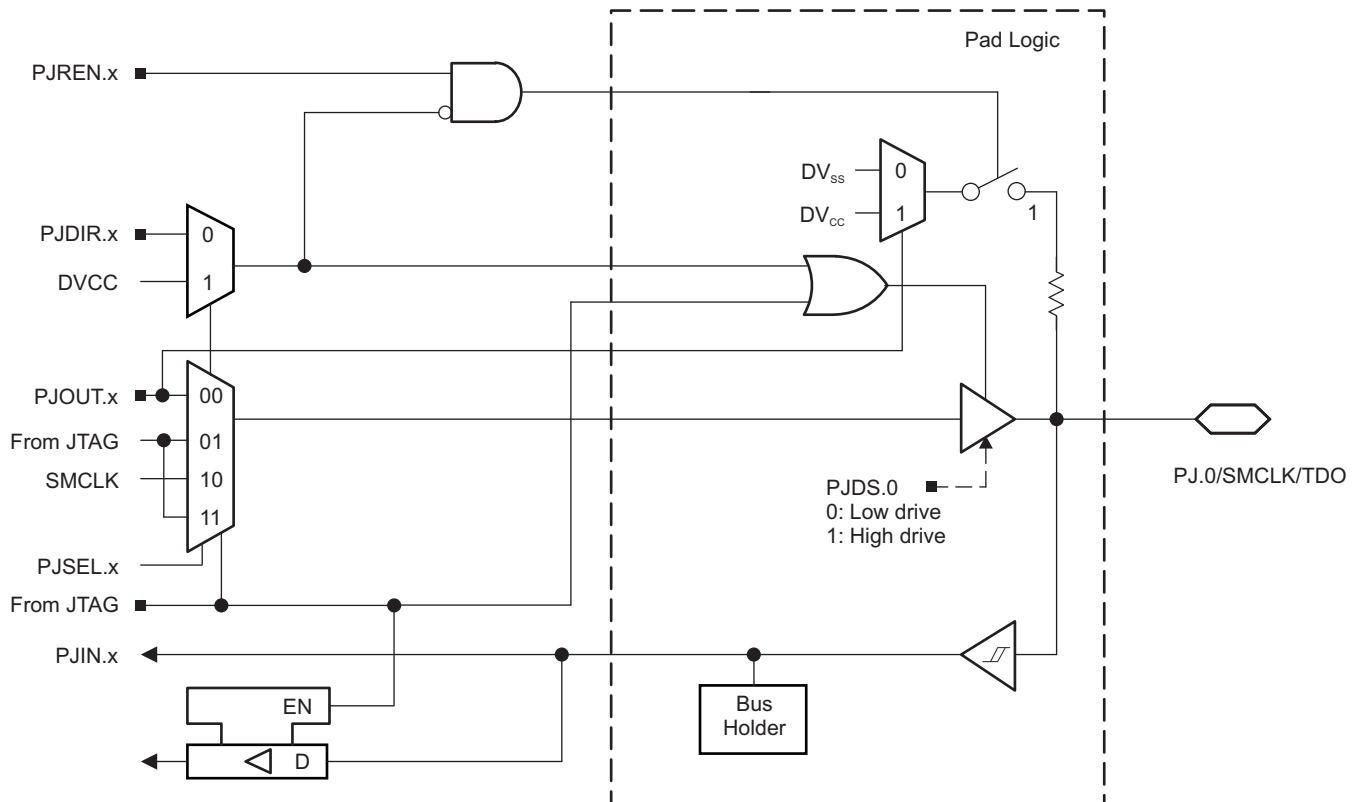 Pad Logic
PJREN.x
DVSS
0
DVCC
1
1
PJDIR.x
0
DVCC
1
PJOUT.x
00
From JTAG
01
SMCLK
10
11
PJDS.0
0: Low drive
1: High drive
PJ.0/SMCLK/TDO
PJSEL.x
From JTAG
PJIN.x
EN
D
Bus
Holder